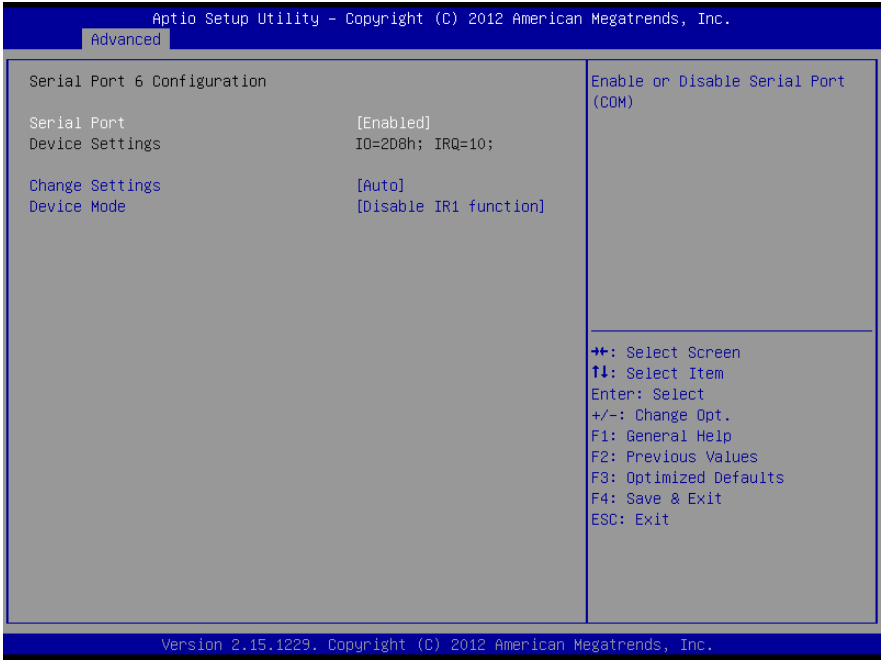 Aptio Setup Utility – Copyright (C) 2012 American Megatrends, Inc.
Advanced
Serial Port 6 Configuration
Serial Port [Enabled]
Device Settings IO=2D8h; IRQ=10;
Change Settings [Auto]
Device Mode [Disable IR1 function]
Enable or Disable Serial Port
(COM)
→←: Select Screen
↑↓: Select Item
Enter: Select
+/-: Change Opt.
F1: General Help
F2: Previous Values
F3: Optimized Defaults
F4: Save & Exit
ESC: Exit
Version 2.15.1229. Copyright (C) 2012 American Megatrends, Inc.